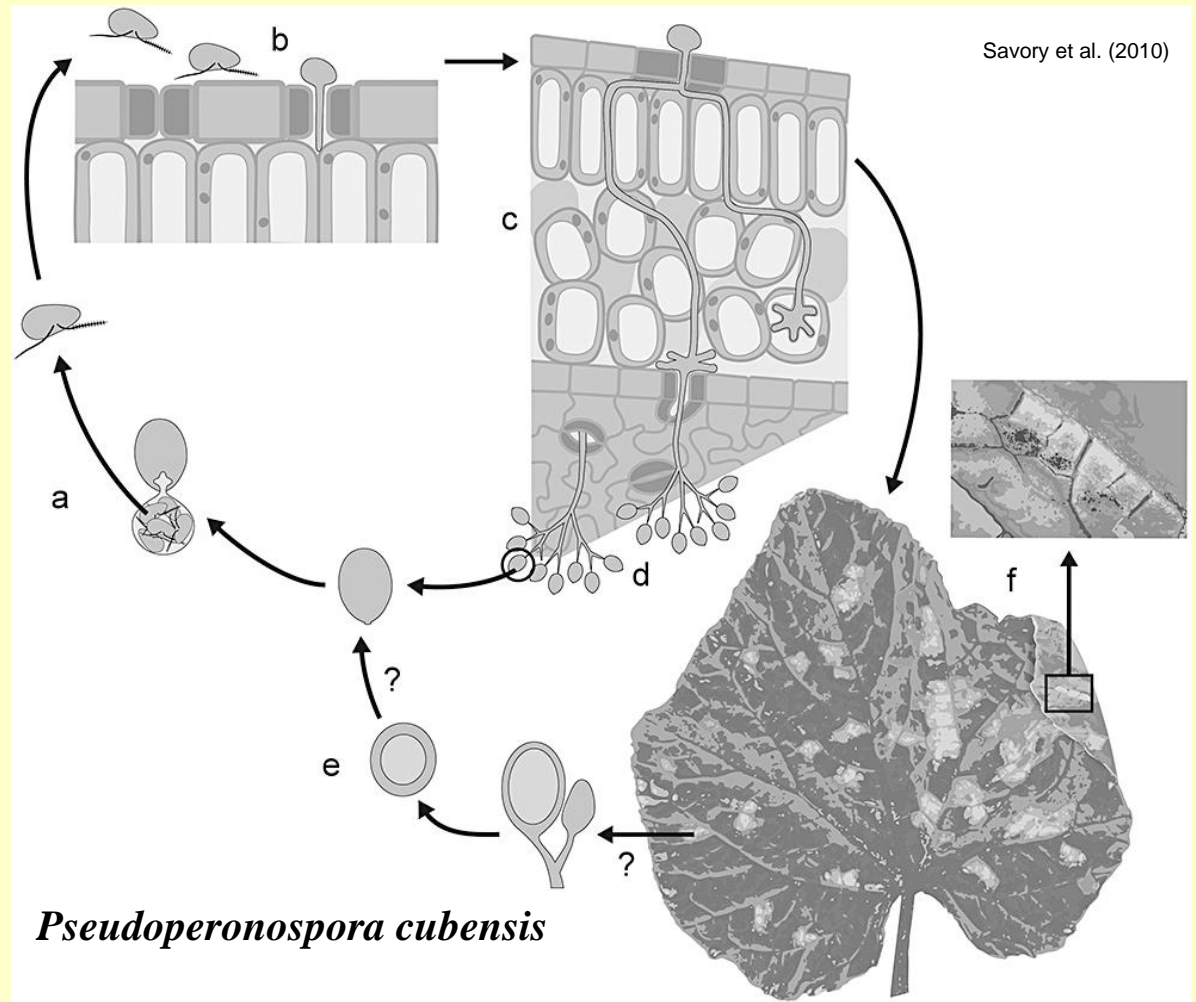 b
Savory et al. (2010)
c
a
d
f
?
e
?
Pseudoperonospora cubensis